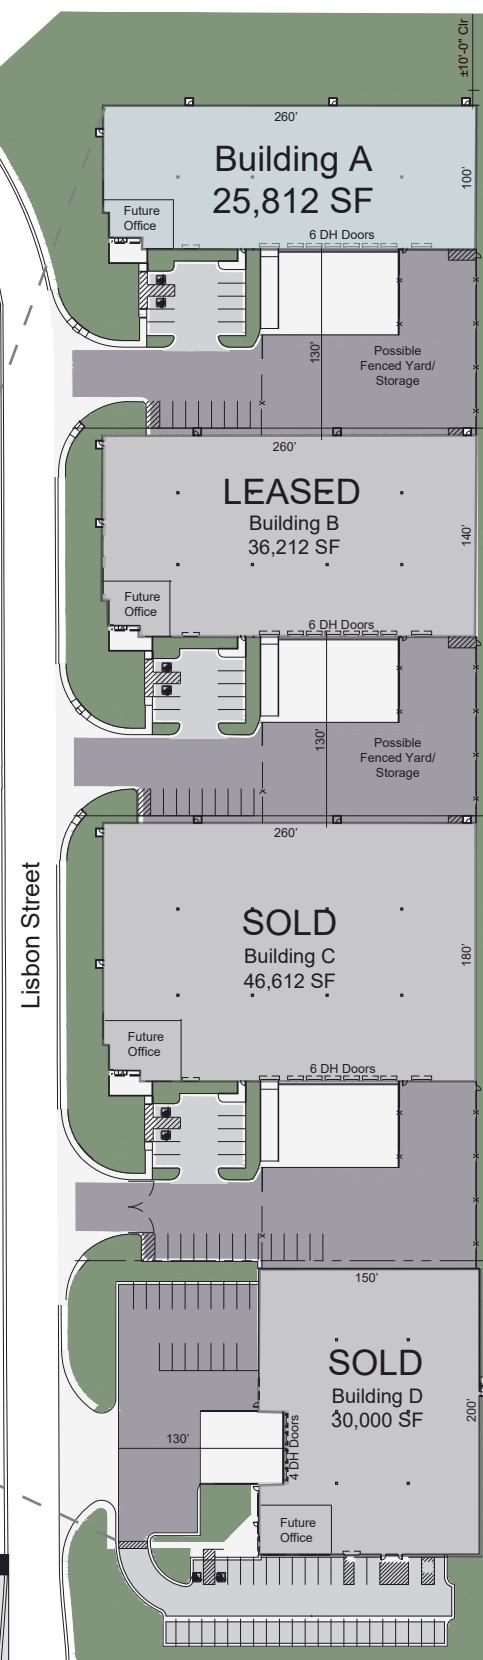 ±10'-0" Clr
260'
Building A
25,812 SF
100'
Future
Office
6 DH Doors
130'
Possible
Fenced Yard/
Storage
260'
LEASED
Building B
36,212 SF
140'
Future
Office
6 DH Doors
130'
Possible
Fenced Yard/
Storage
260'
Lisbon Street
SOLD
Building C
46,612 SF
180'
Future
Office
6 DH Doors
150'
SOLD
Building D
30,000 SF
200'
130'
4 DH Doors
Future
Office